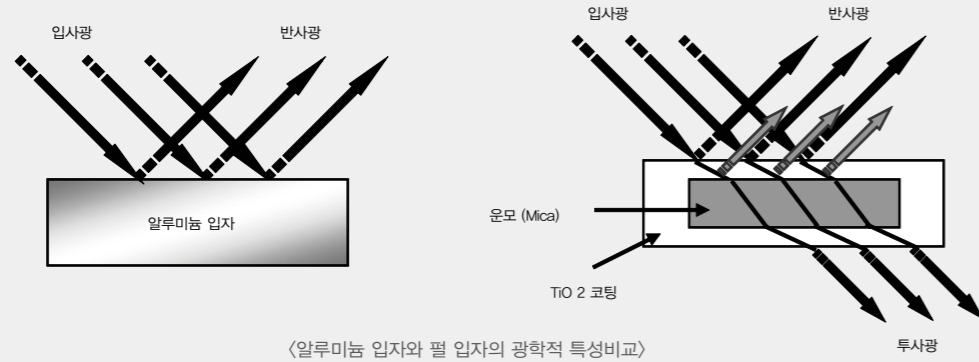 입사광 반사광
알루미늄 입자
입사광 반사광
운모 (Mica)
TiO 2 코팅
투사광
〈알루미늄 입자와 펄 입자의 광학적 특성비교〉